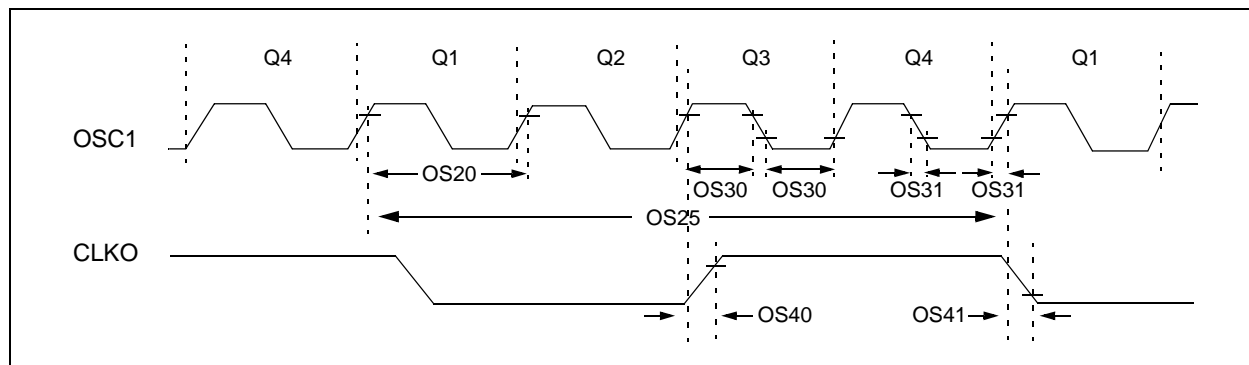 Q4 Q1 Q2 Q3 Q4 Q1
OSC1
OS20 OS30 OS30 OS31 OS31
OS25
CLKO
OS40 OS41